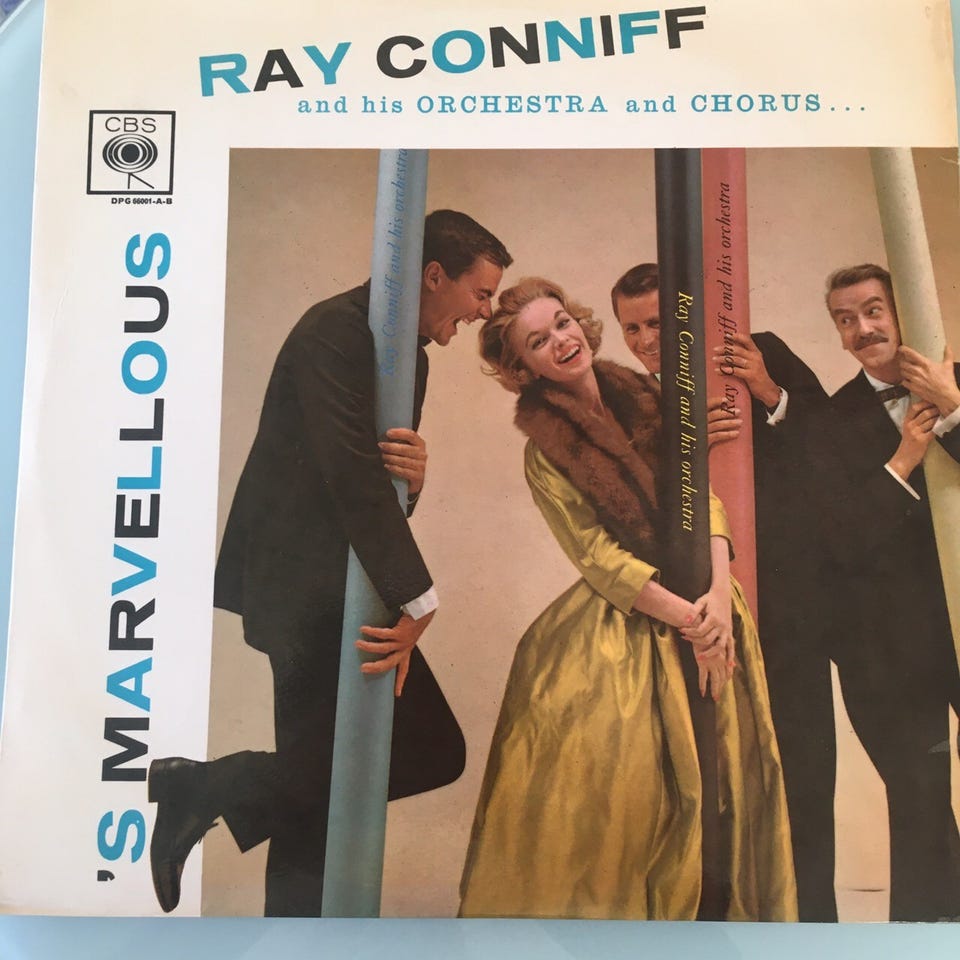 RAY CONNIFF
and his ORCHESTRA and CHORUS...
CBS
DPG 66001-A-B
'S MARVELLOUS
Ray Conniff and his orchestra
Ray Conniff and his orchestra
Ray Conniff and his orchestra